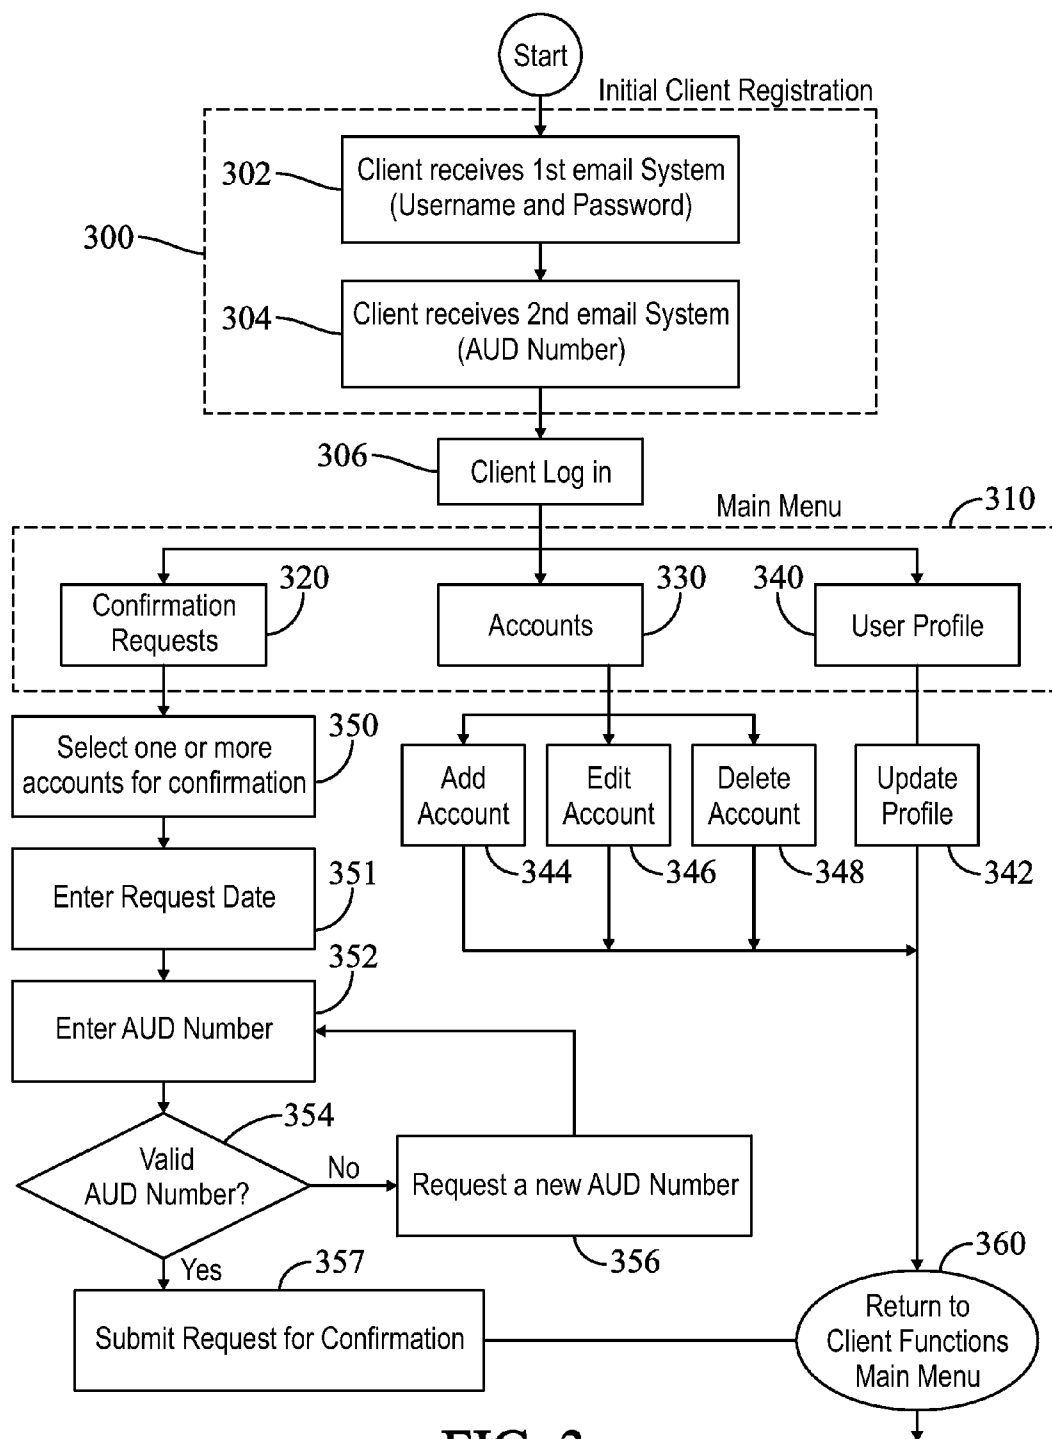 Start
Initial Client Registration
302
Client receives 1st email System
(Username and Password)
300
304
Client receives 2nd email System
(AUD Number)
306
Client Log in
Main Menu
310
320
330
340
Confirmation
Requests
Accounts
User Profile
350
Select one or more
accounts for confirmation
Add
Account
Edit
Account
Delete
Account
Update
Profile
344
346
348
342
351
Enter Request Date
352
Enter AUD Number
354
Valid
AUD Number?
No
Request a new AUD Number
356
Yes
357
360
Submit Request for Confirmation
Return to
Client Functions
Main Menu